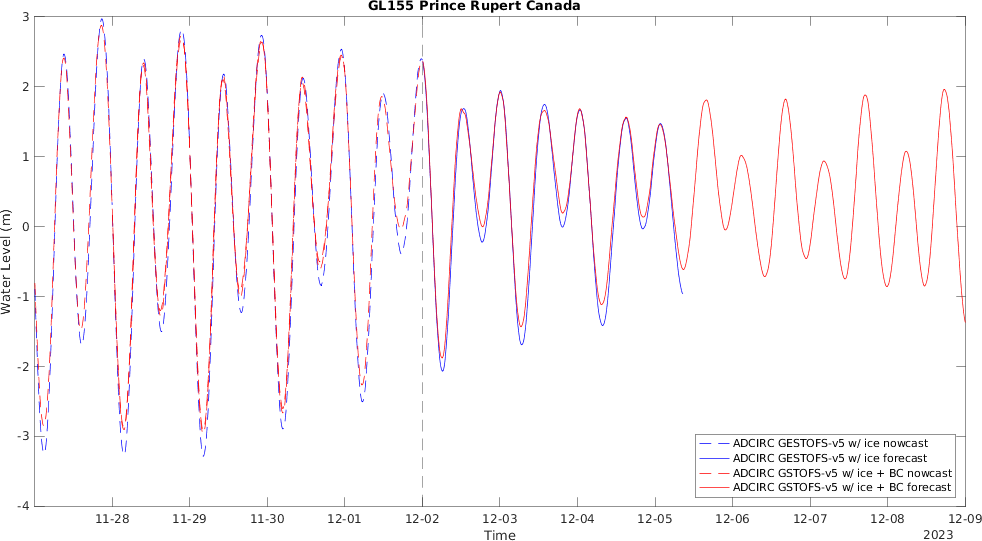 GL155 Prince Rupert Canada
3
2
1
0
-1
-2
-3
-4
Water Level (m)
ADCIRC GESTOFS-v5 w/ ice nowcast
ADCIRC GESTOFS-v5 w/ ice forecast
ADCIRC GSTOFS-v5 w/ ice + BC nowcast
ADCIRC GSTOFS-v5 w/ ice + BC forecast
11-28 11-29 11-30 12-01 12-02 12-03 12-04 12-05 12-06 12-07 12-08 12-09
Time
2023